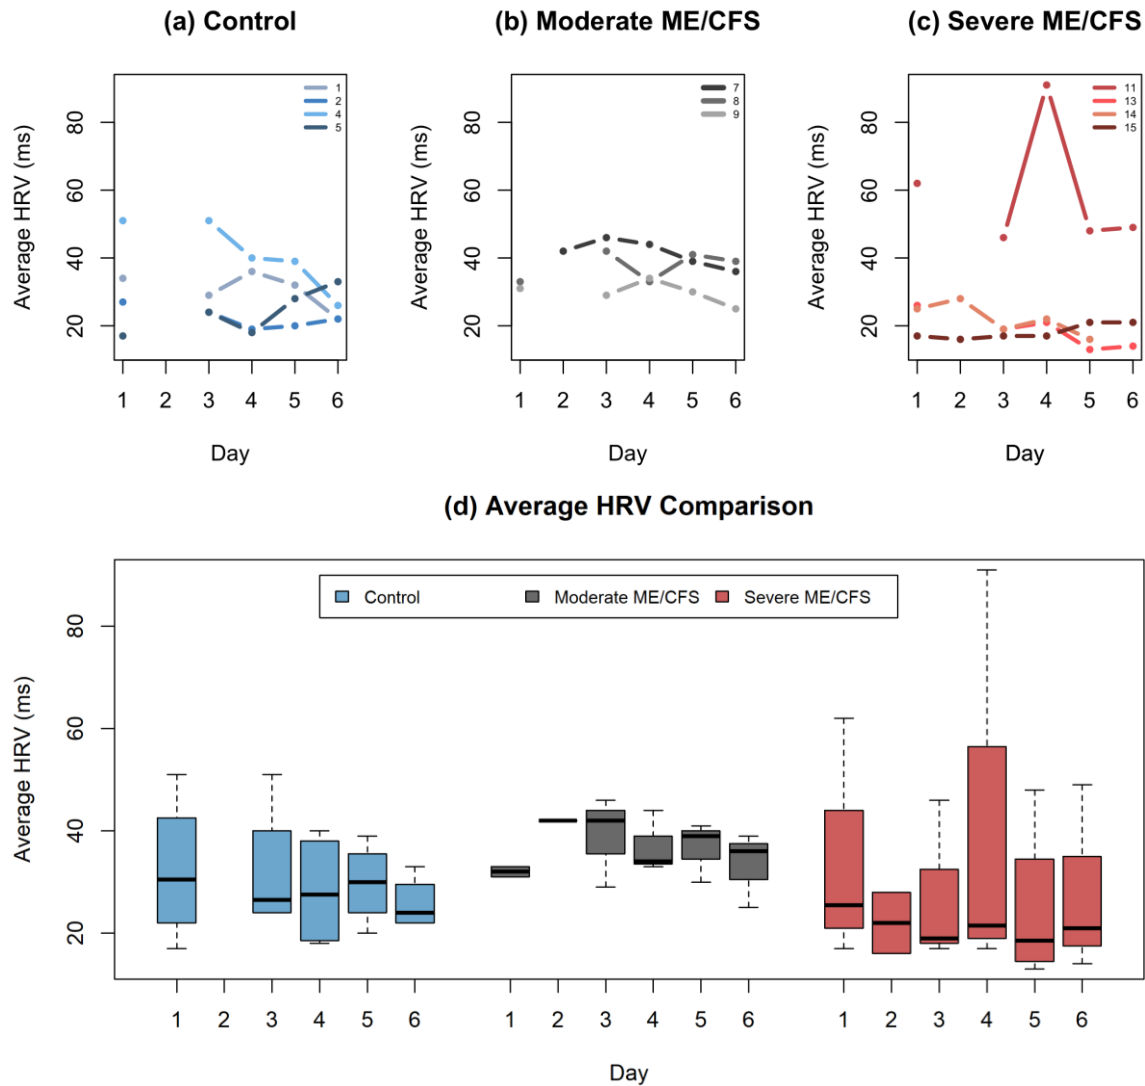 (a) Control
(b) Moderate ME/CFS
(c) Severe ME/CFS
Average HRV (ms)
80
60
40
20
1
2
4
5
1 2 3 4 5 6
Day
Average HRV (ms)
80
60
40
20
7
8
9
1 2 3 4 5 6
Day
Average HRV (ms)
80
60
40
20
11
13
14
15
1 2 3 4 5 6
Day
(d) Average HRV Comparison
Average HRV (ms)
80
60
40
20
Control
Moderate ME/CFS
Severe ME/CFS
1 2 3 4 5 6
1 2 3 4 5 6
1 2 3 4 5 6
Day